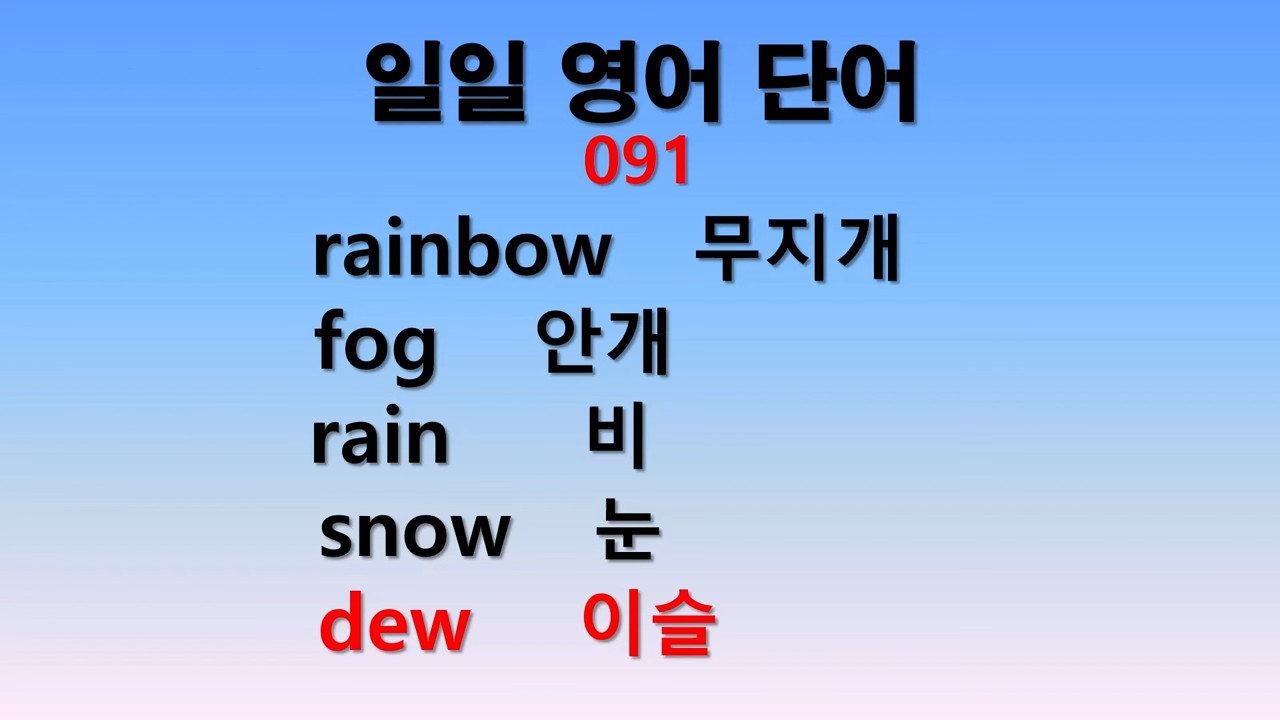 일일 영어 단어
091
rainbow 무지개
fog 안개
rain 비
snow 눈
dew 이슬